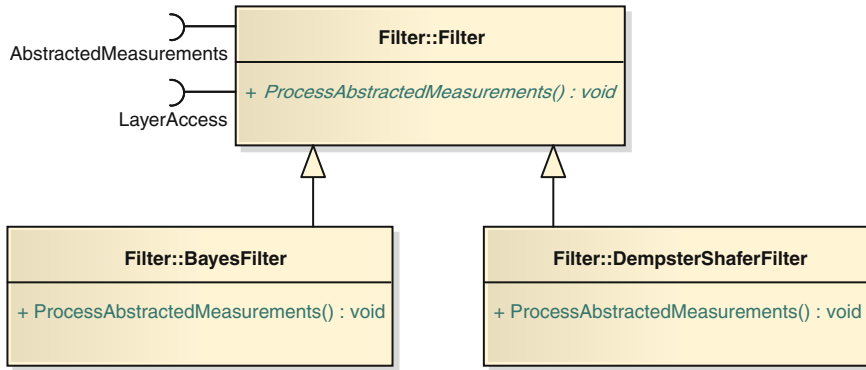 Filter::Filter
AbstractedMeasurements
+ ProcessAbstractedMeasurements() : void
LayerAccess
Filter::BayesFilter
+ ProcessAbstractedMeasurements() : void
Filter::DempsterShaferFilter
+ ProcessAbstractedMeasurements() : void